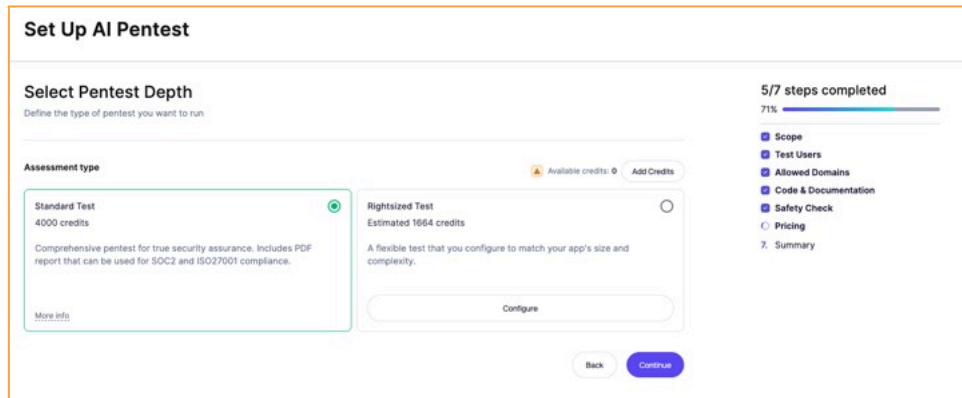 Set Up AI Pentest
Select Pentest Depth
Define the type of pentest you want to run
Assessment type
Available credits: 0
Add Credits
Standard Test
4000 credits
Comprehensive pentest for true security assurance. Includes PDF
report that can be used for SOC2 and ISO27001 compliance.
More info
Rightsized Test
Estimated 1664 credits
A flexible test that you configure to match your app's size and
complexity.
Configure
Back
Continue
5/7 steps completed
71%
Scope
Test Users
Allowed Domains
Code & Documentation
Safety Check
Pricing
7. Summary